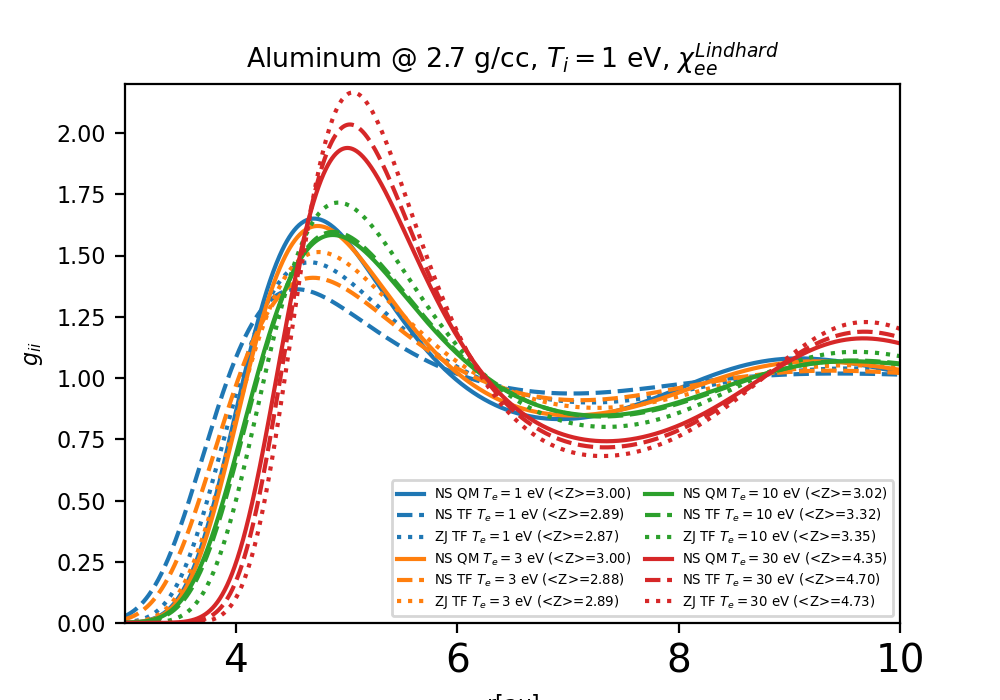 Aluminum @ 2.7 g/cc, T_i = 1 eV, χ_ee^Lindhard
g_ii
2.00
1.75
1.50
1.25
1.00
0.75
0.50
0.25
0.00
NS QM T_e = 1 eV (<Z>=3.00)
NS TF T_e = 1 eV (<Z>=2.89)
ZJ TF T_e = 1 eV (<Z>=2.87)
NS QM T_e = 3 eV (<Z>=3.00)
NS TF T_e = 3 eV (<Z>=2.88)
ZJ TF T_e = 3 eV (<Z>=2.89)
NS QM T_e = 10 eV (<Z>=3.02)
NS TF T_e = 10 eV (<Z>=3.32)
ZJ TF T_e = 10 eV (<Z>=3.35)
NS QM T_e = 30 eV (<Z>=4.35)
NS TF T_e = 30 eV (<Z>=4.70)
ZJ TF T_e = 30 eV (<Z>=4.73)
4 6 8 10
r[au]